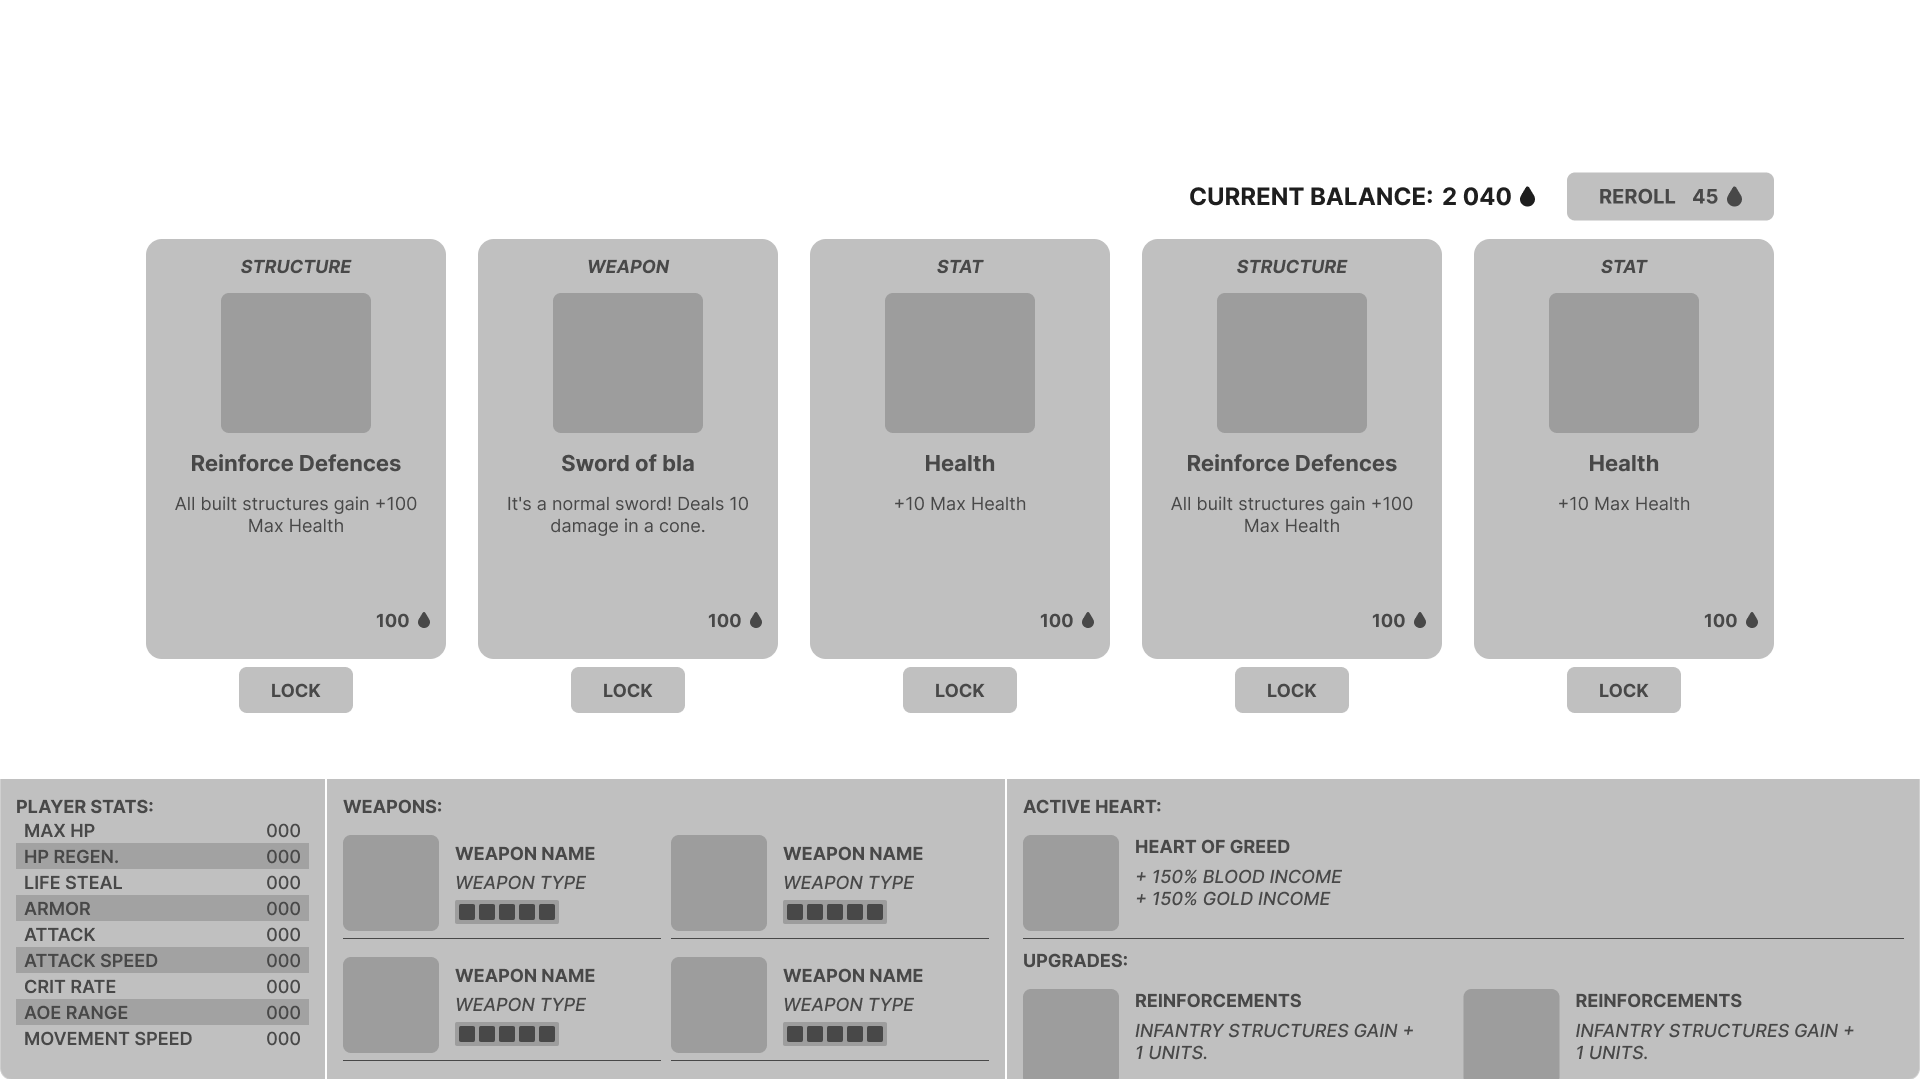 CURRENT BALANCE: 2 040
REROLL 45
STRUCTURE
Reinforce Defences
All built structures gain +100
Max Health
100
LOCK
WEAPON
Sword of bla
It's a normal sword! Deals 10
damage in a cone.
100
LOCK
STAT
Health
+10 Max Health
100
LOCK
STRUCTURE
Reinforce Defences
All built structures gain +100
Max Health
100
LOCK
STAT
Health
+10 Max Health
100
LOCK
PLAYER STATS:
MAX HP 000
HP REGEN. 000
LIFE STEAL 000
ARMOR 000
ATTACK 000
ATTACK SPEED 000
CRIT RATE 000
AOE RANGE 000
MOVEMENT SPEED 000
WEAPONS:
WEAPON NAME
WEAPON TYPE
WEAPON NAME
WEAPON TYPE
WEAPON NAME
WEAPON TYPE
WEAPON NAME
WEAPON TYPE
ACTIVE HEART:
HEART OF GREED
+ 150% BLOOD INCOME
+ 150% GOLD INCOME
UPGRADES:
REINFORCEMENTS
INFANTRY STRUCTURES GAIN +
1 UNITS.
REINFORCEMENTS
INFANTRY STRUCTURES GAIN +
1 UNITS.